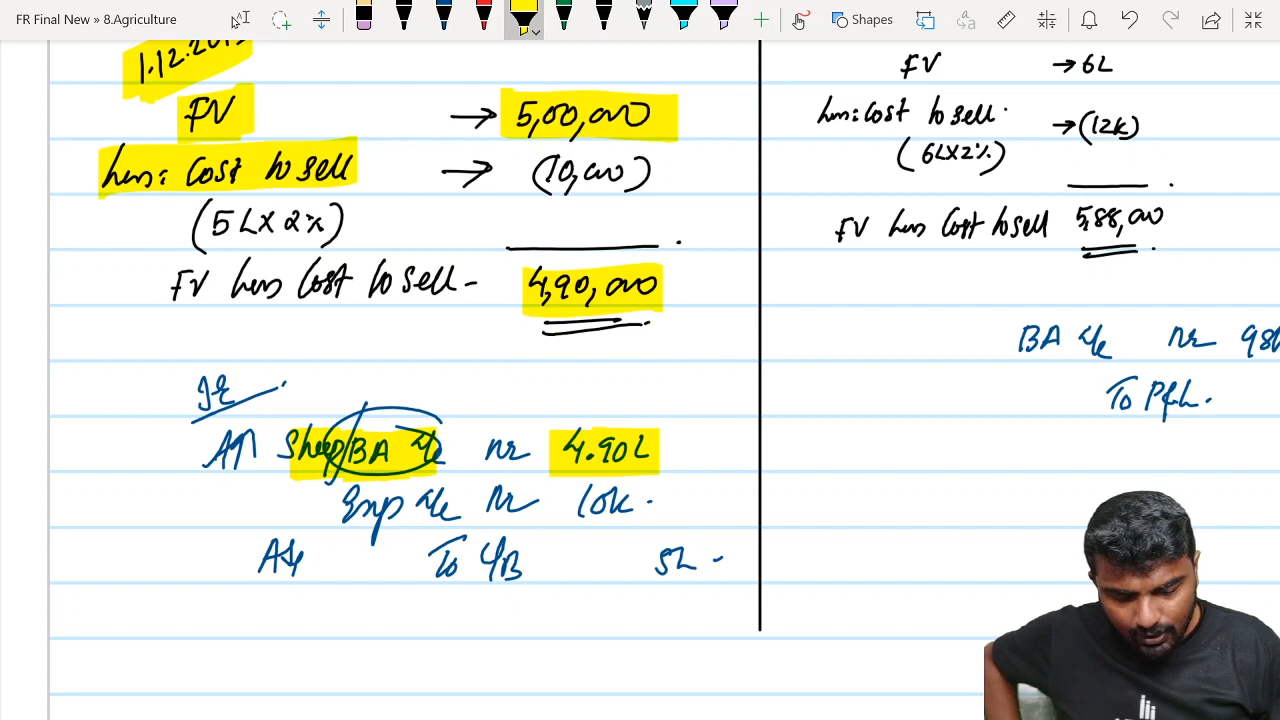 FR Final New » 8.Agriculture
Shapes
1.12.201
FV → 5,00,000
Less: Cost to sell → (10,000)
(5L×2%)
FV less Cost to sell - 4,90,000
JE
A↑ Sheep/BA a/c Dr 4.90L
Exp a/c Dr 10k.
A↓ To C/B 5L -
FV → 6L
Less: Cost to sell. → (12k)
(6L×2%)
FV less Cost to sell 5,88,000
BA a/c Dr 98k
To P&L.